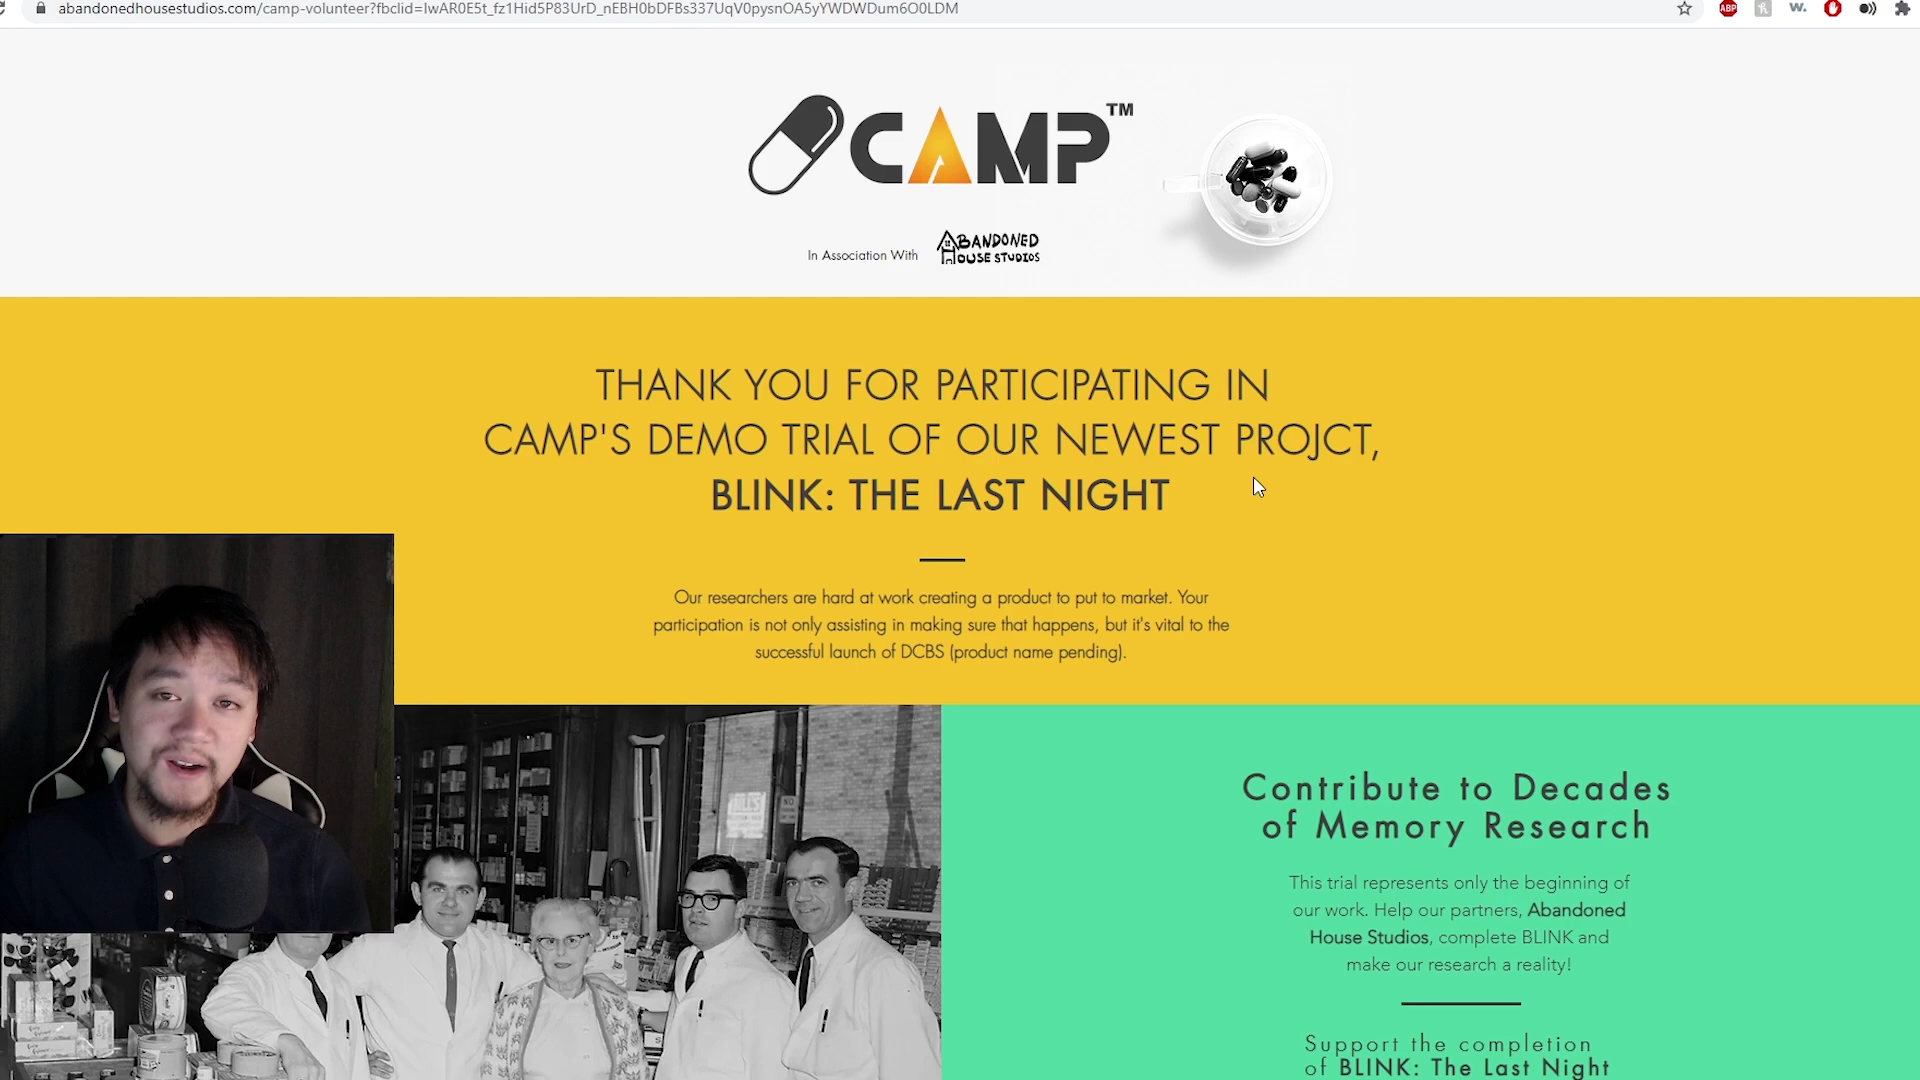 abandonedhousestudios.com/camp-volunteer?fbclid=IwAR0E5t_fz1Hid5P83UrD_nEBH0bDFBs337UqV0pysnOA5yYWDWDum6O0LDM
ABP
w.
CAMP™
In Association With
ABANDONED
HOUSE STUDIOS
THANK YOU FOR PARTICIPATING IN
CAMP'S DEMO TRIAL OF OUR NEWEST PROJCT,
BLINK: THE LAST NIGHT
Our researchers are hard at work creating a product to put to market. Your
participation is not only assisting in making sure that happens, but it's vital to the
successful launch of DCBS (product name pending).
Contribute to Decades
of Memory Research
This trial represents only the beginning of
our work. Help our partners, Abandoned
House Studios, complete BLINK and
make our research a reality!
Support the completion
of BLINK: The Last Night